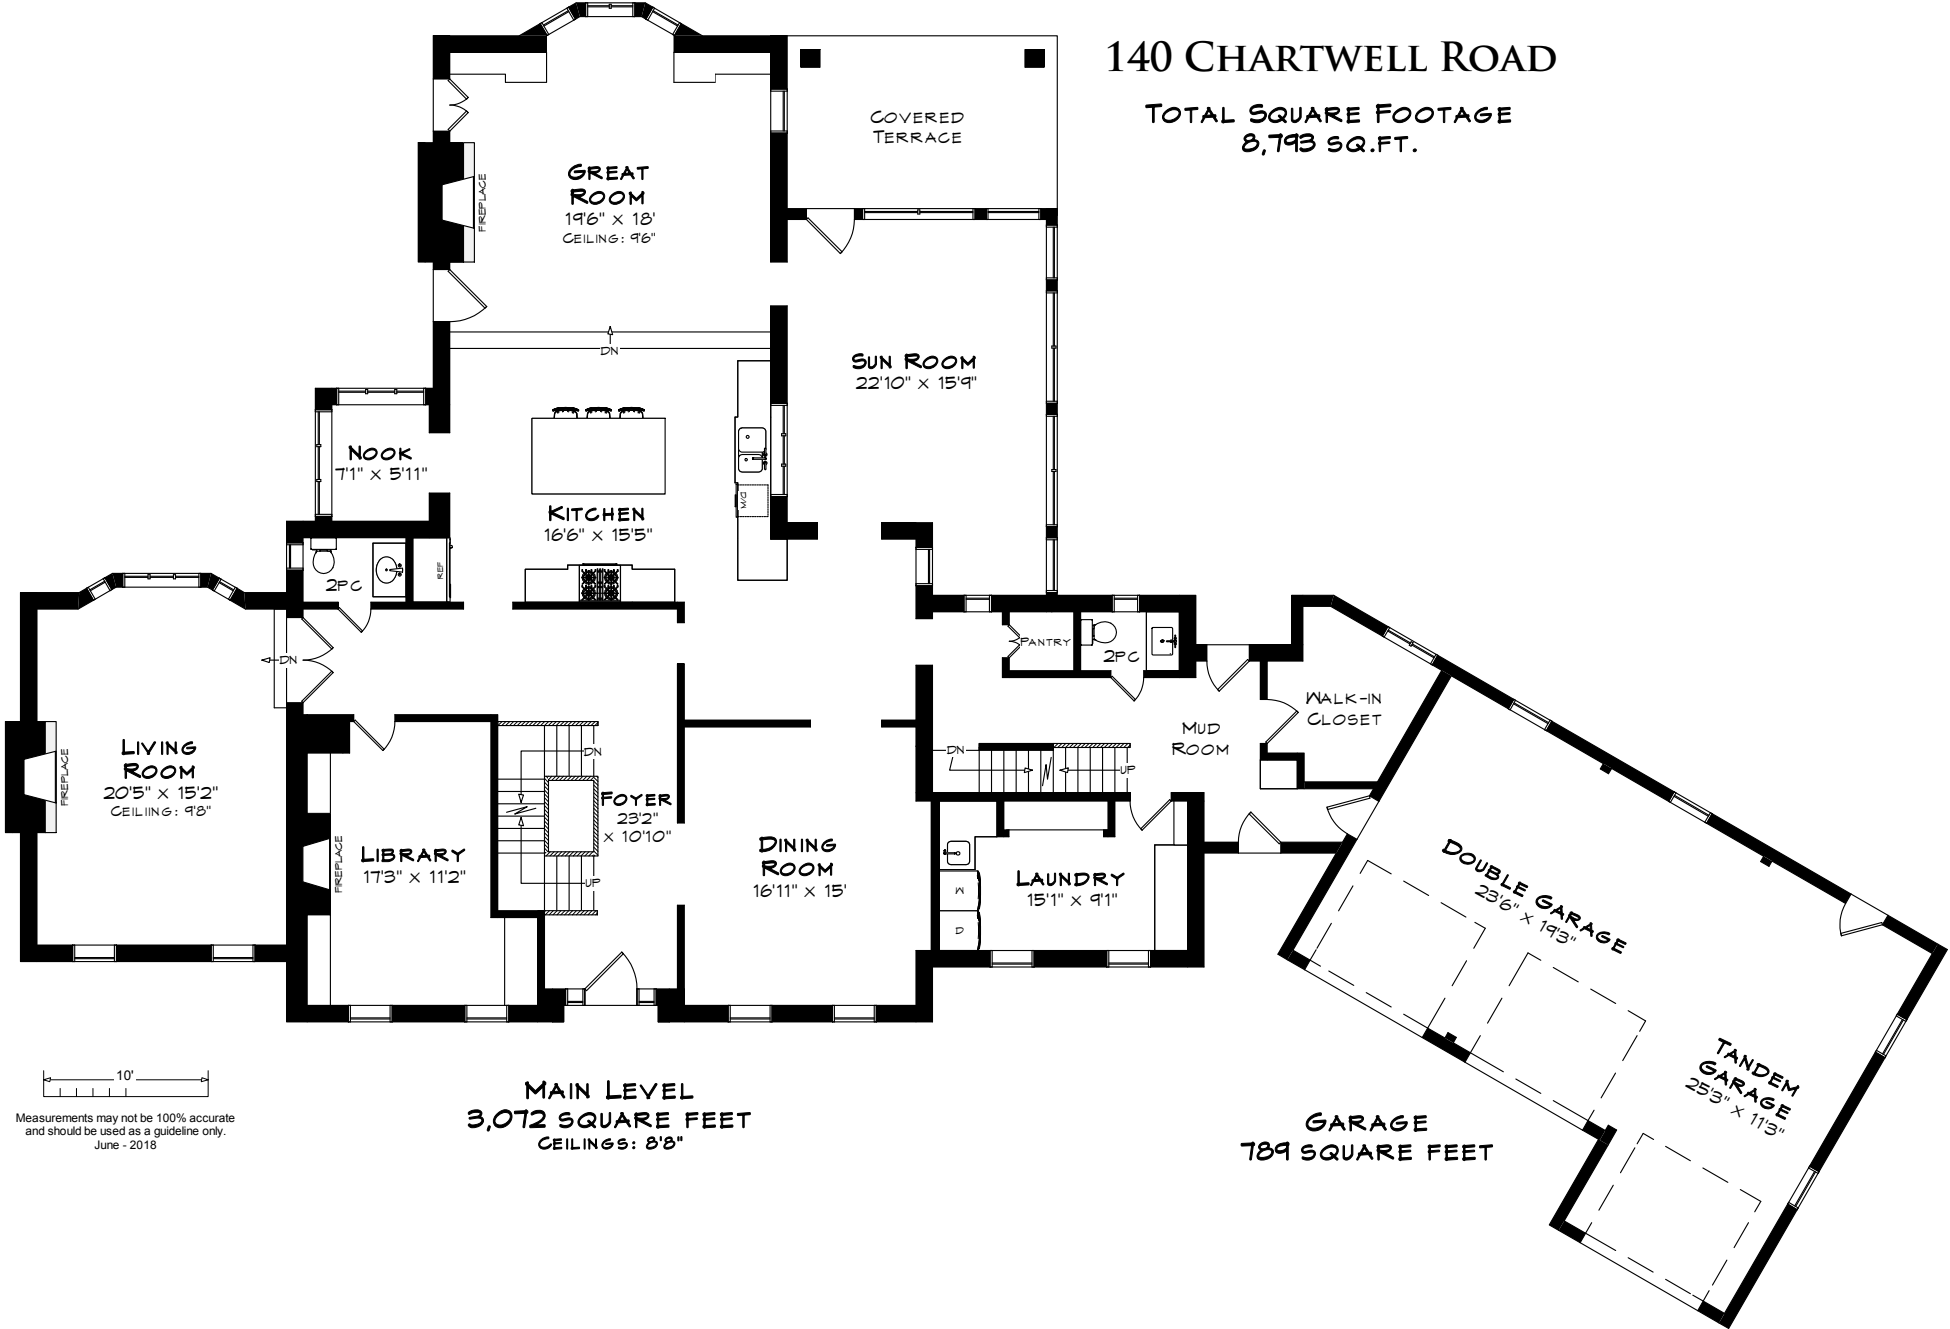 140 CHARTWELL ROAD
TOTAL SQUARE FOOTAGE
8,793 SQ.FT.
COVERED
TERRACE
GREAT
ROOM
19'6" x 18'
CEILING: 9'6"
FIREPLACE
DN
SUN ROOM
22'10" x 15'9"
NOOK
7'1" x 5'11"
KITCHEN
16'6" x 15'5"
2PC
REF
DN
PANTRY
2PC
WALK-IN
CLOSET
MUD
ROOM
DN
UP
LIVING
ROOM
20'5" x 15'2"
CEILIING: 9'8"
FIREPLACE
DN
FOYER
23'2"
x 10'10"
UP
LIBRARY
17'3" x 11'2"
FIREPLACE
DINING
ROOM
16'11" x 15'
LAUNDRY
15'1" x 9'1"
W
D
DOUBLE GARAGE
23'6" x 19'3"
TANDEM
GARAGE
25'3" x 11'3"
10'
Measurements may not be 100% accurate
and should be used as a guideline only.
June - 2018
MAIN LEVEL
3,072 SQUARE FEET
CEILINGS: 8'8"
GARAGE
789 SQUARE FEET